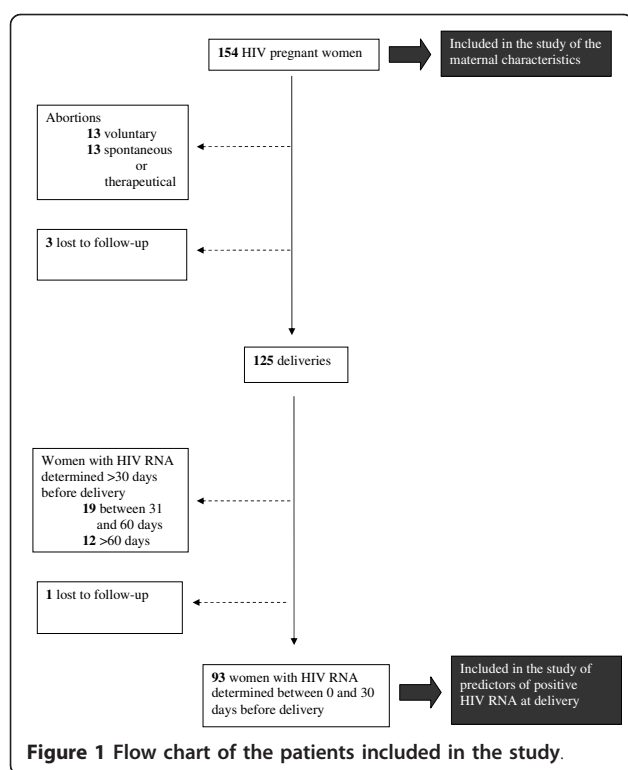 154 HIV pregnant women
Included in the study of the
maternal characteristics
Abortions
13 voluntary
13 spontaneous
or
therapeutical
3 lost to follow-up
125 deliveries
Women with HIV RNA
determined >30 days
before delivery
19 between 31
and 60 days
12 >60 days
1 lost to follow-up
93 women with HIV RNA
determined between 0 and 30
days before delivery
Included in the study of
predictors of positive
HIV RNA at delivery
Figure 1 Flow chart of the patients included in the study.